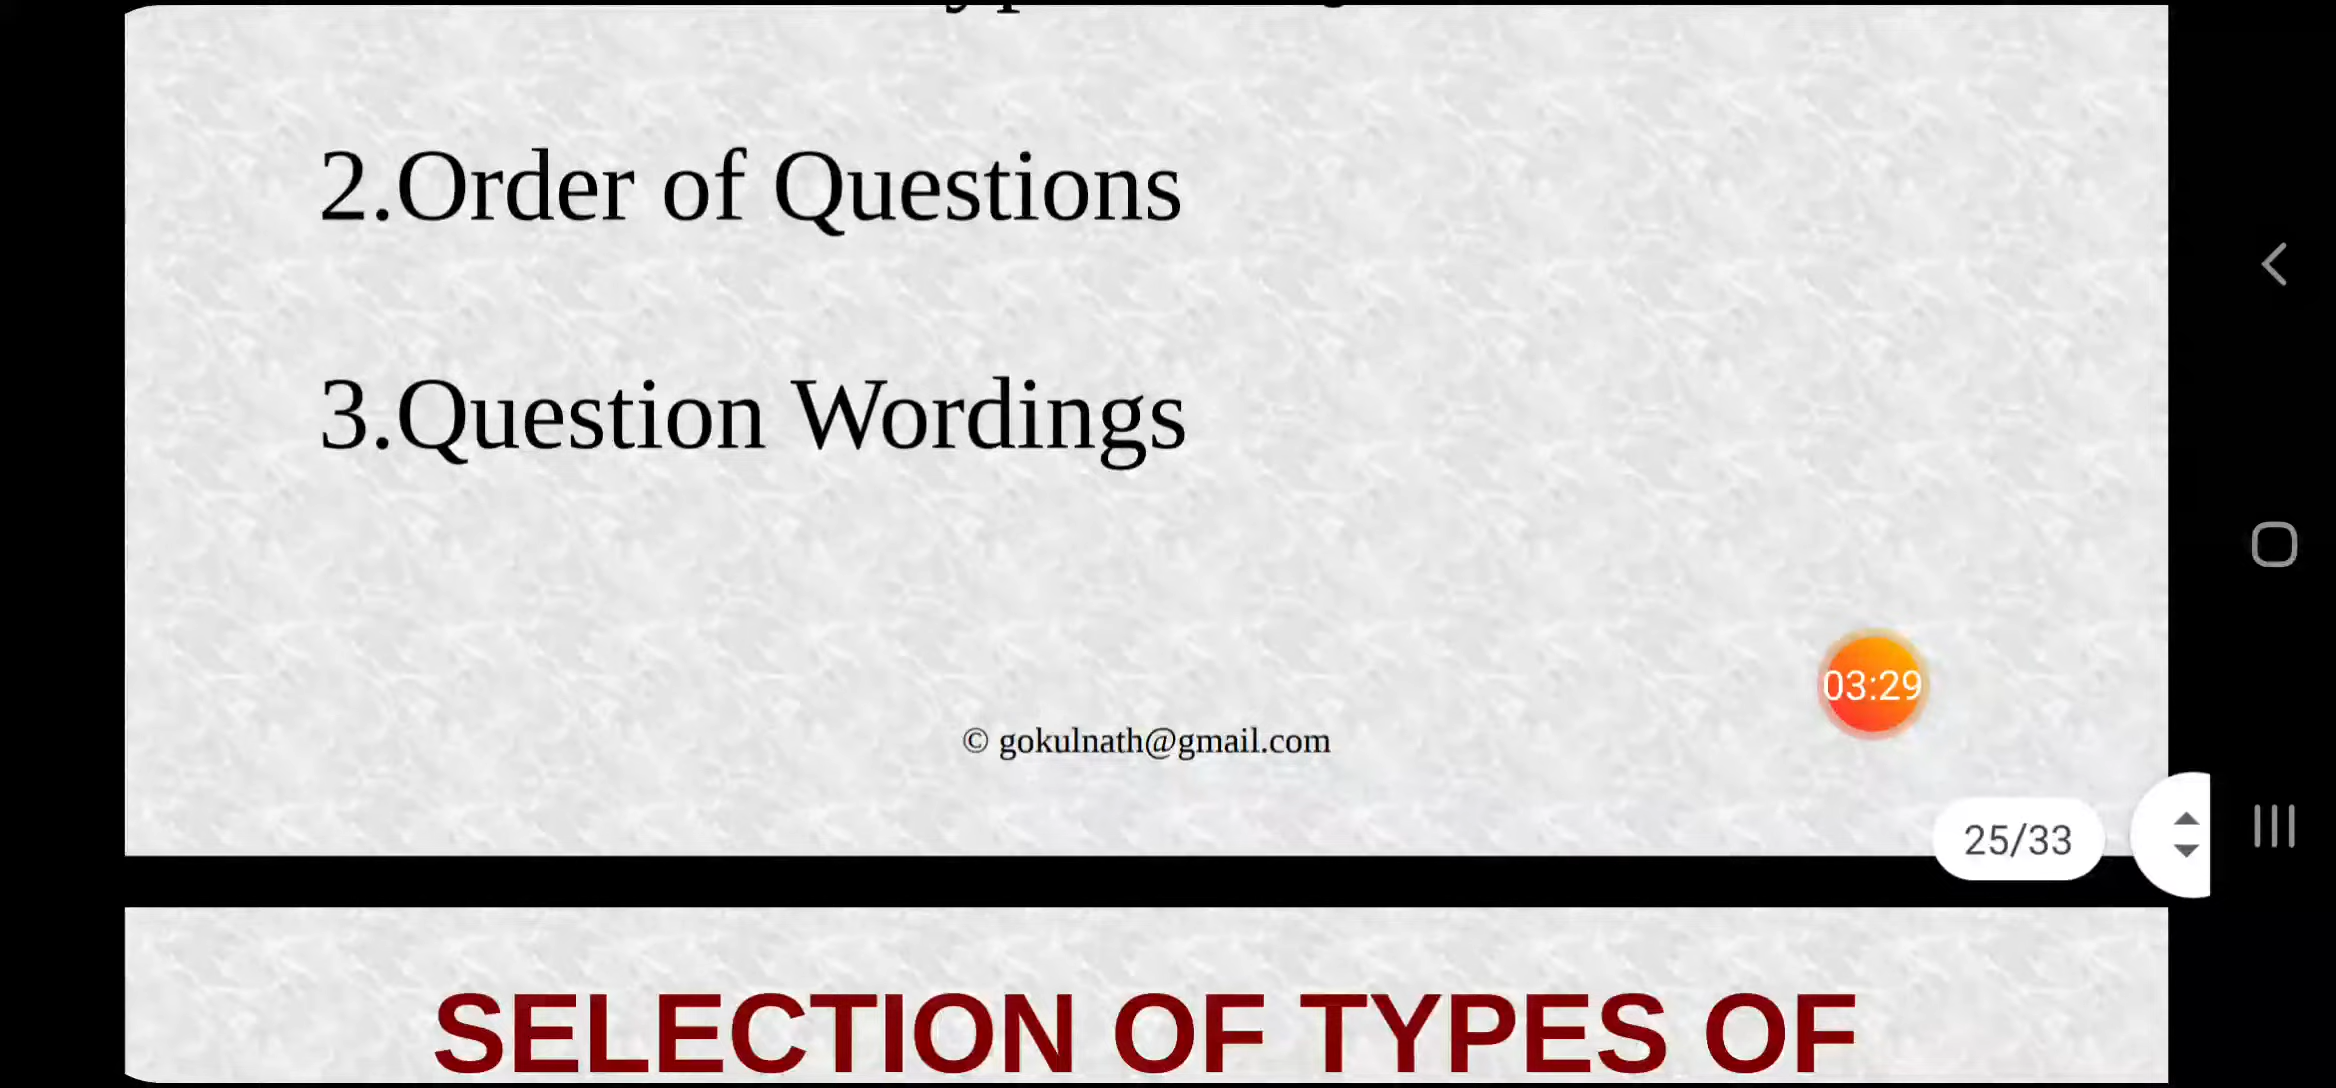 2.Order of Questions
3.Question Wordings
03:29
© gokulnath@gmail.com
25/33
SELECTION OF TYPES OF